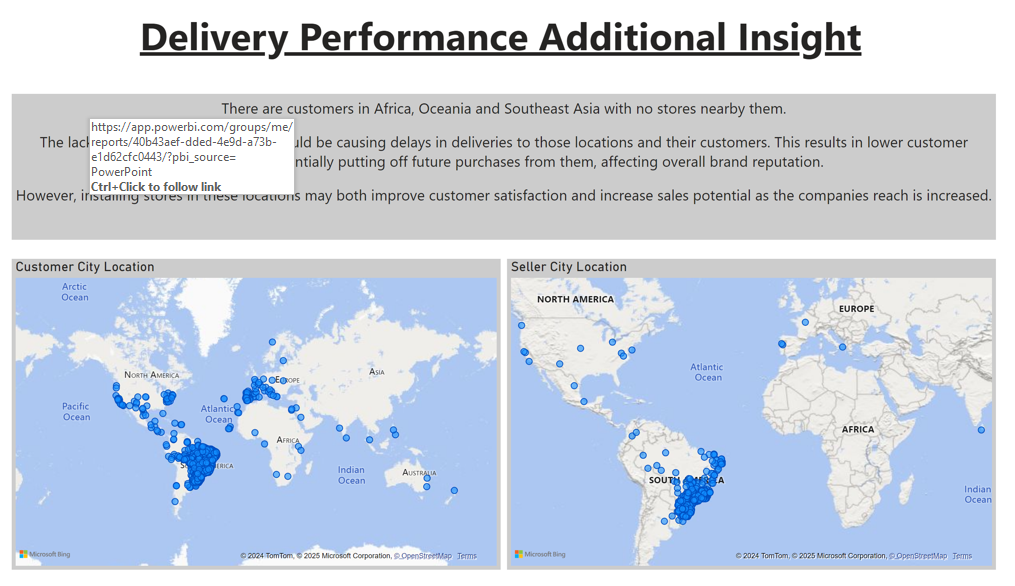 Delivery Performance Additional Insight
There are customers in Africa, Oceania and Southeast Asia with no stores nearby them.
https://app.powerbi.com/groups/me/
reports/40b43aef-dded-4e9d-a73b-
e1d62cfc0443/?pbi_source=
PowerPoint
Ctrl+Click to follow link
The lack uld be causing delays in deliveries to those locations and their customers. This results in lower customer
entially putting off future purchases from them, affecting overall brand reputation.
However, installing stores in these locations may both improve customer satisfaction and increase sales potential as the companies reach is increased.
Customer City Location
Arctic
Ocean
NORTH AMERICA
EUROPE
ASIA
Pacific
Ocean
Atlantic
Ocean
AFRICA
SOUTH AMERICA
Indian
Ocean
AUSTRALIA
Microsoft Bing
© 2024 TomTom, © 2025 Microsoft Corporation, © OpenStreetMap Terms
Seller City Location
NORTH AMERICA
EUROPE
Atlantic
Ocean
AFRICA
SOUTH AMERICA
Indian
Ocean
Microsoft Bing
© 2024 TomTom, © 2025 Microsoft Corporation, © OpenStreetMap Terms